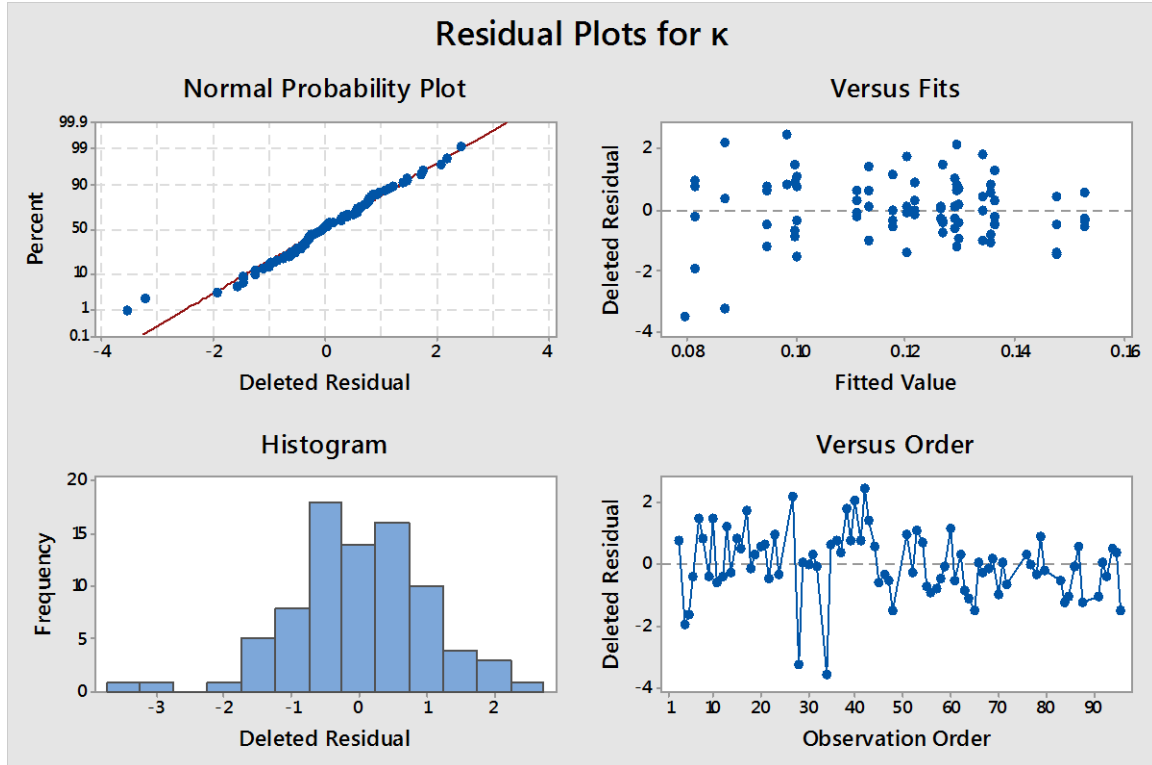 Residual Plots for κ
Normal Probability Plot
99.9
99
90
50
10
1
0.1
Percent
-4 -2 0 2 4
Deleted Residual
Versus Fits
2
0
-2
-4
Deleted Residual
0.08 0.10 0.12 0.14 0.16
Fitted Value
Histogram
20
15
10
5
0
Frequency
-3 -2 -1 0 1 2
Deleted Residual
Versus Order
2
0
-2
-4
Deleted Residual
1 10 20 30 40 50 60 70 80 90
Observation Order